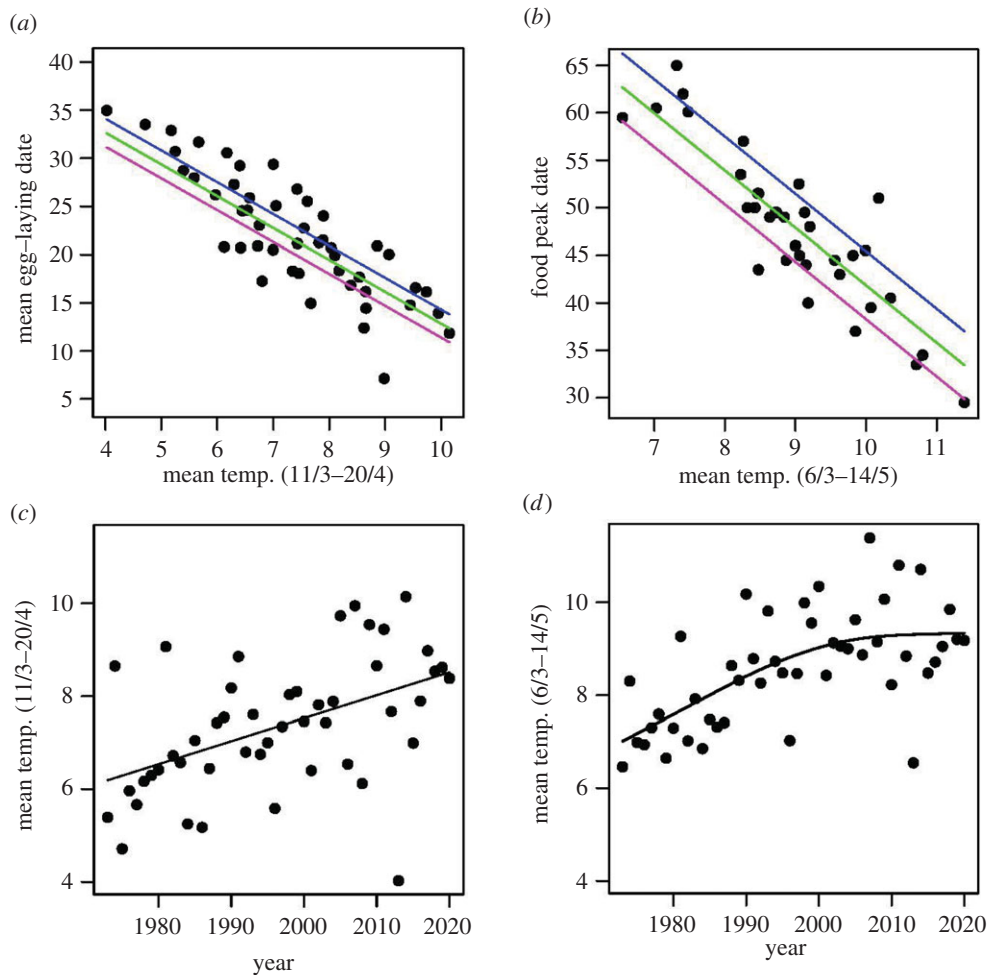 (a)
40
35
30
25
20
15
10
5
mean egg–laying date
4 5 6 7 8 9 10
mean temp. (11/3–20/4)
(b)
65
60
55
50
45
40
35
30
food peak date
7 8 9 10 11
mean temp. (6/3–14/5)
(c)
10
8
6
4
mean temp. (11/3–20/4)
1980 1990 2000 2010 2020
year
(d)
10
8
6
4
mean temp. (6/3–14/5)
1980 1990 2000 2010 2020
year